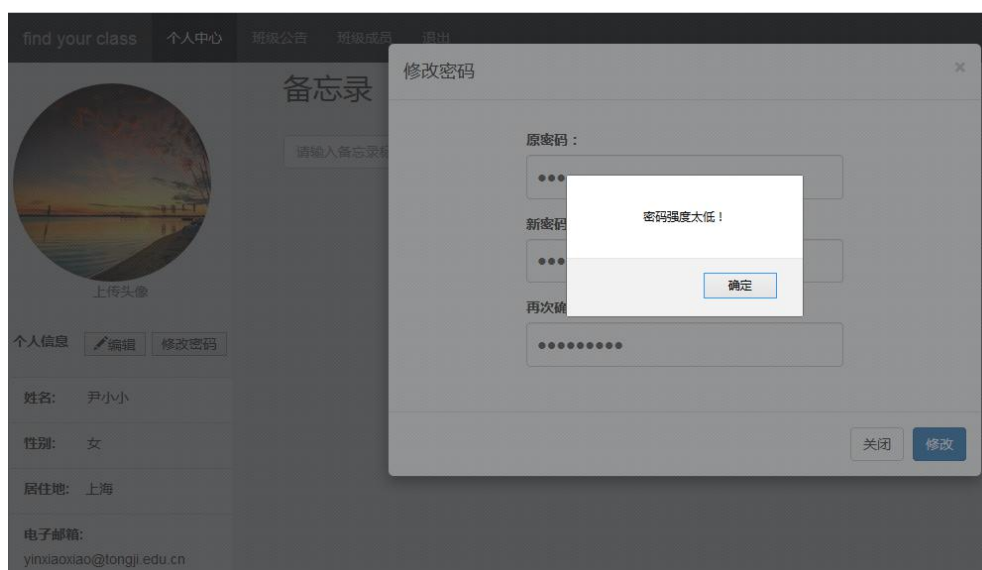 find your class 个人中心 班级公告 班级成员 退出
修改密码 ×
备忘录
请输入备忘录标
原密码：
●●●
密码强度太低！
新密码
●●●
确定
再次确
●●●●●●●●●
上传头像
个人信息 编辑 修改密码
姓名: 尹小小
性别: 女
关闭 修改
居住地: 上海
电子邮箱:
yinxiaoxiao@tongji.edu.cn